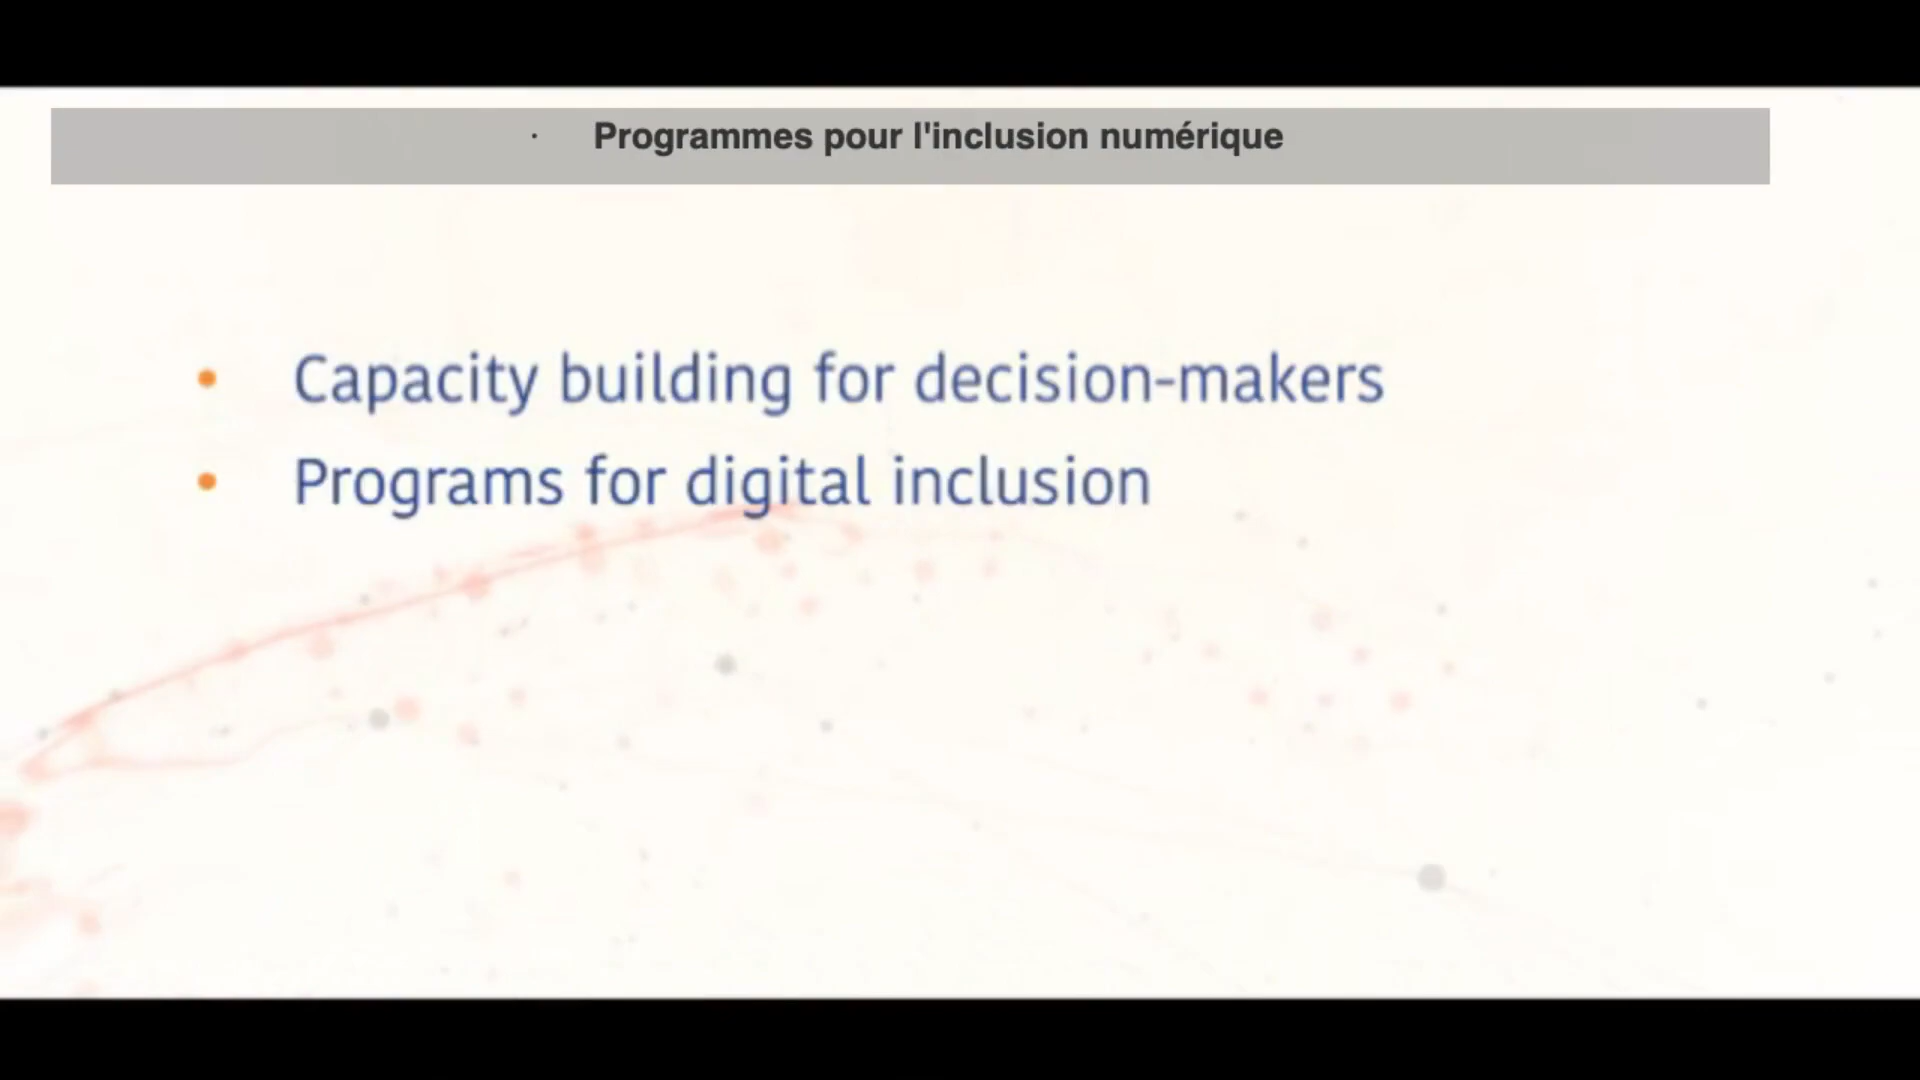 · Programmes pour l'inclusion numérique
• Capacity building for decision-makers
• Programs for digital inclusion